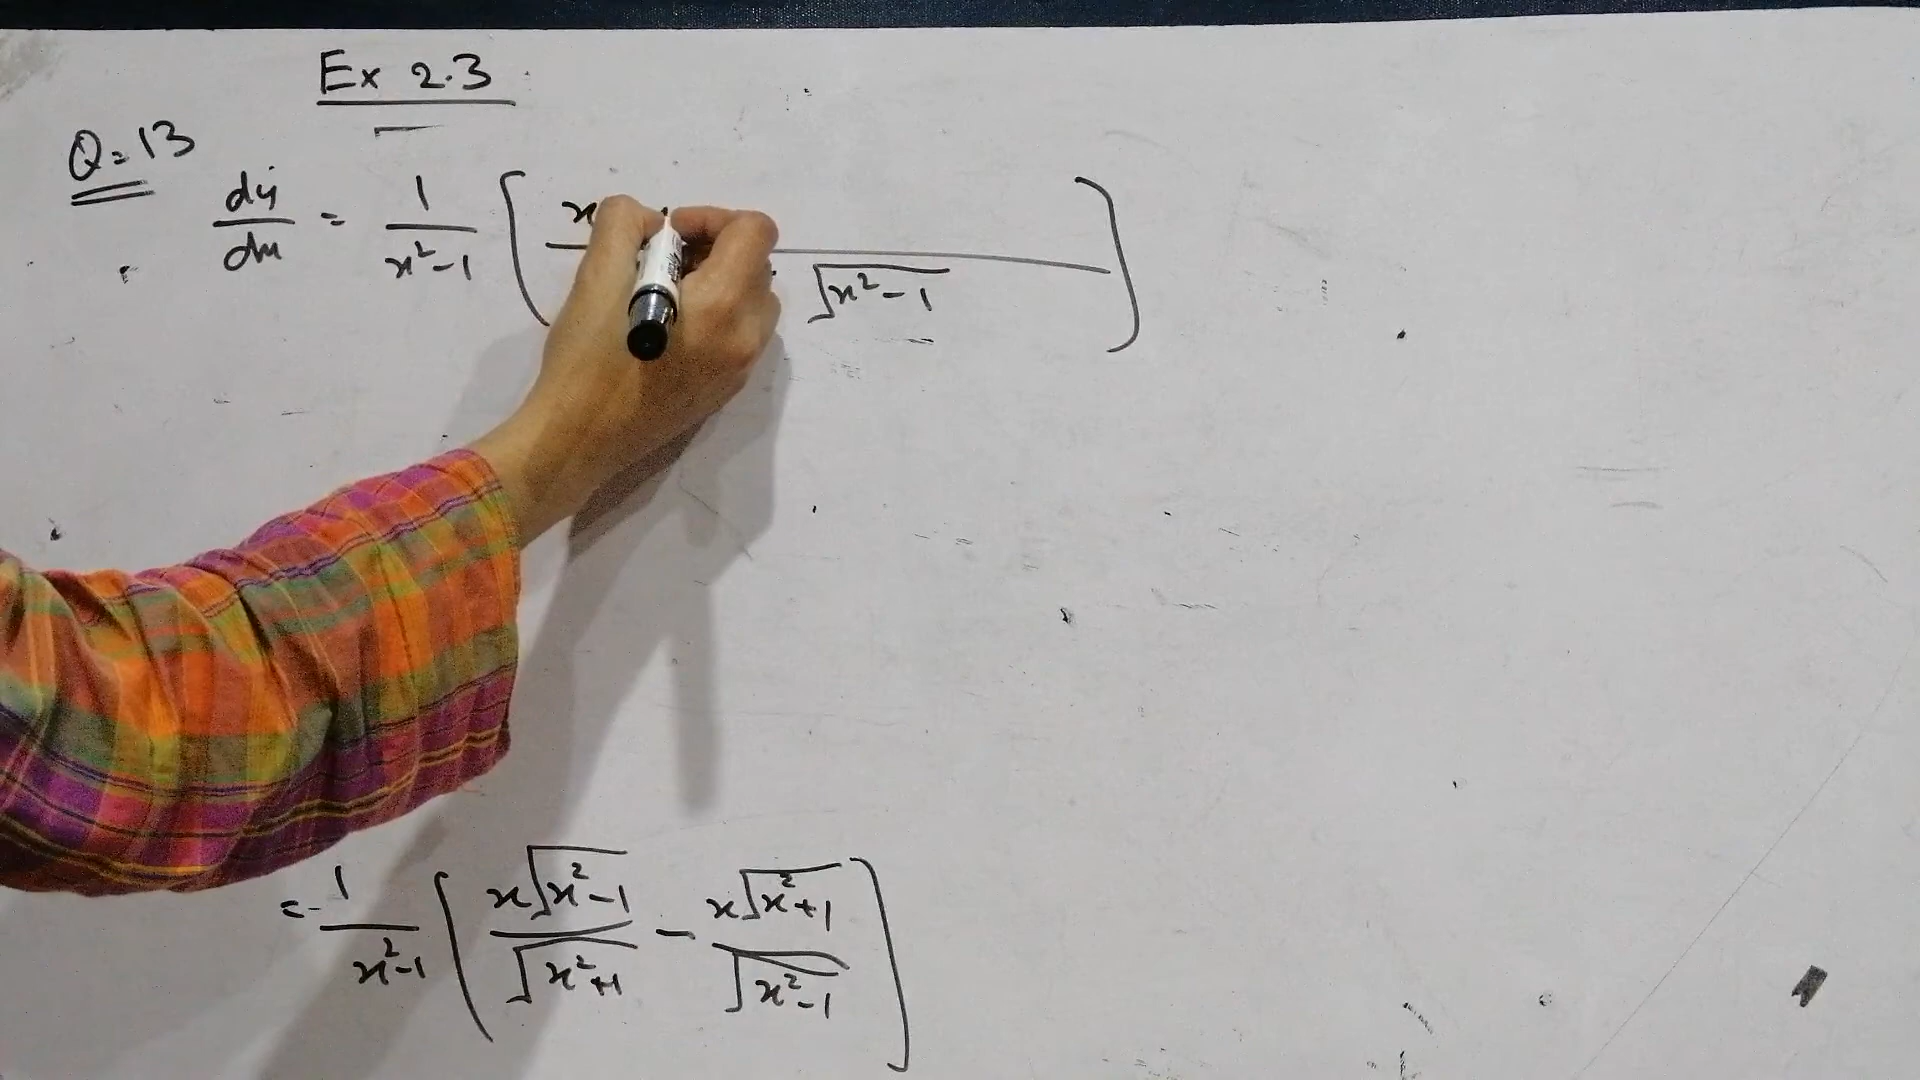 Ex 2.3
Q=13
dy/dx = 1/(x²-1) ( x / √(x²-1) )
= 1/(x²-1) ( x√(x²-1)/√(x²+1) - x√(x²+1)/√(x²-1) )